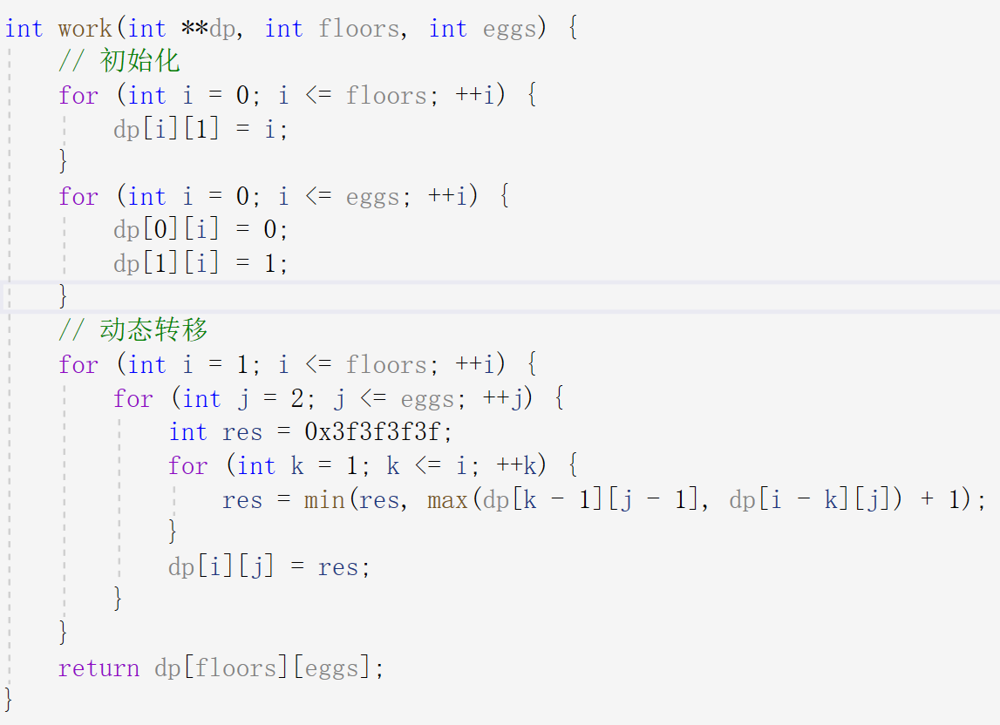 int work(int **dp, int floors, int eggs) {
    // 初始化
    for (int i = 0; i <= floors; ++i) {
        dp[i][1] = i;
    }
    for (int i = 0; i <= eggs; ++i) {
        dp[0][i] = 0;
        dp[1][i] = 1;
    }
    // 动态转移
    for (int i = 1; i <= floors; ++i) {
        for (int j = 2; j <= eggs; ++j) {
            int res = 0x3f3f3f3f;
            for (int k = 1; k <= i; ++k) {
                res = min(res, max(dp[k - 1][j - 1], dp[i - k][j]) + 1);
            }
            dp[i][j] = res;
        }
    }
    return dp[floors][eggs];
}